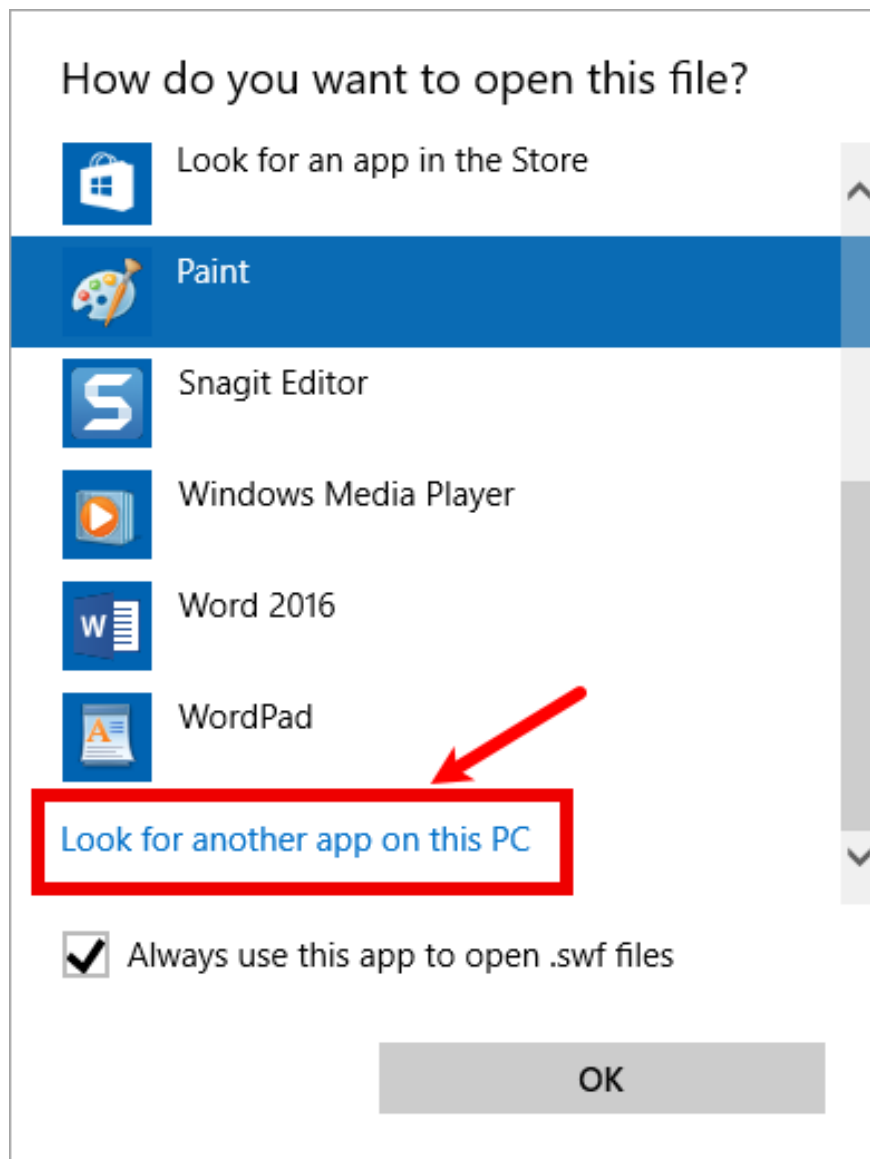 How do you want to open this file?
Look for an app in the Store
Paint
Snagit Editor
Windows Media Player
Word 2016
WordPad
Look for another app on this PC
Always use this app to open .swf files
OK